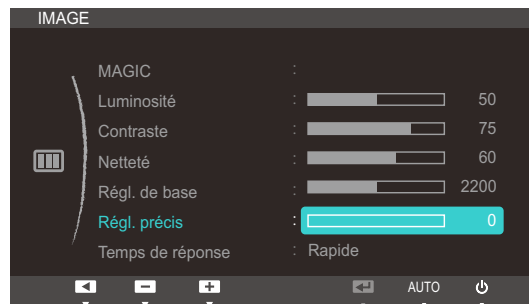 IMAGE
MAGIC :
Luminosité : 50
Contraste : 75
Netteté : 60
Régl. de base : 2200
Régl. précis : 0
Temps de réponse : Rapide
AUTO